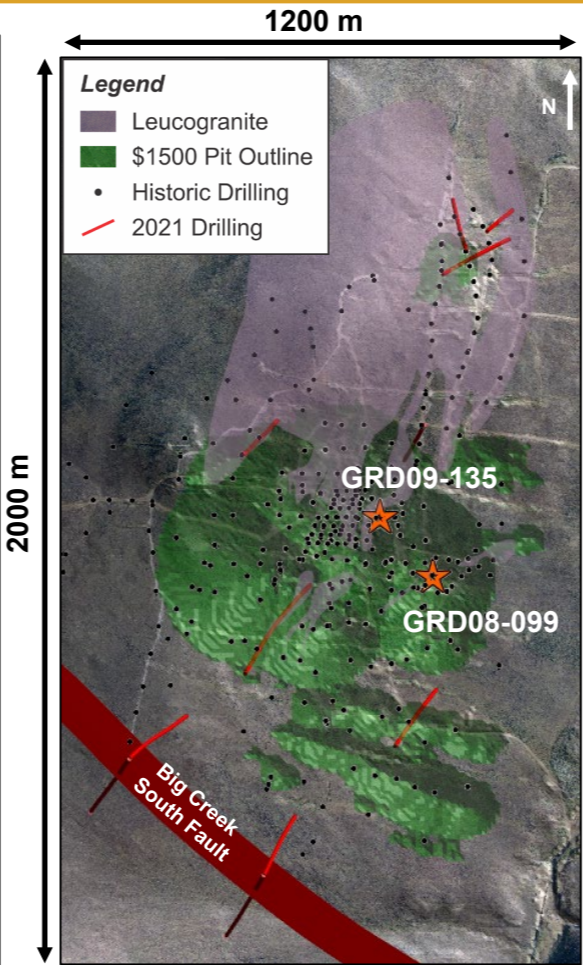 1200 m
Legend
Leucogranite
$1500 Pit Outline
Historic Drilling
2021 Drilling
N
2000 m
GRD09-135
GRD08-099
Big Creek
South Fault